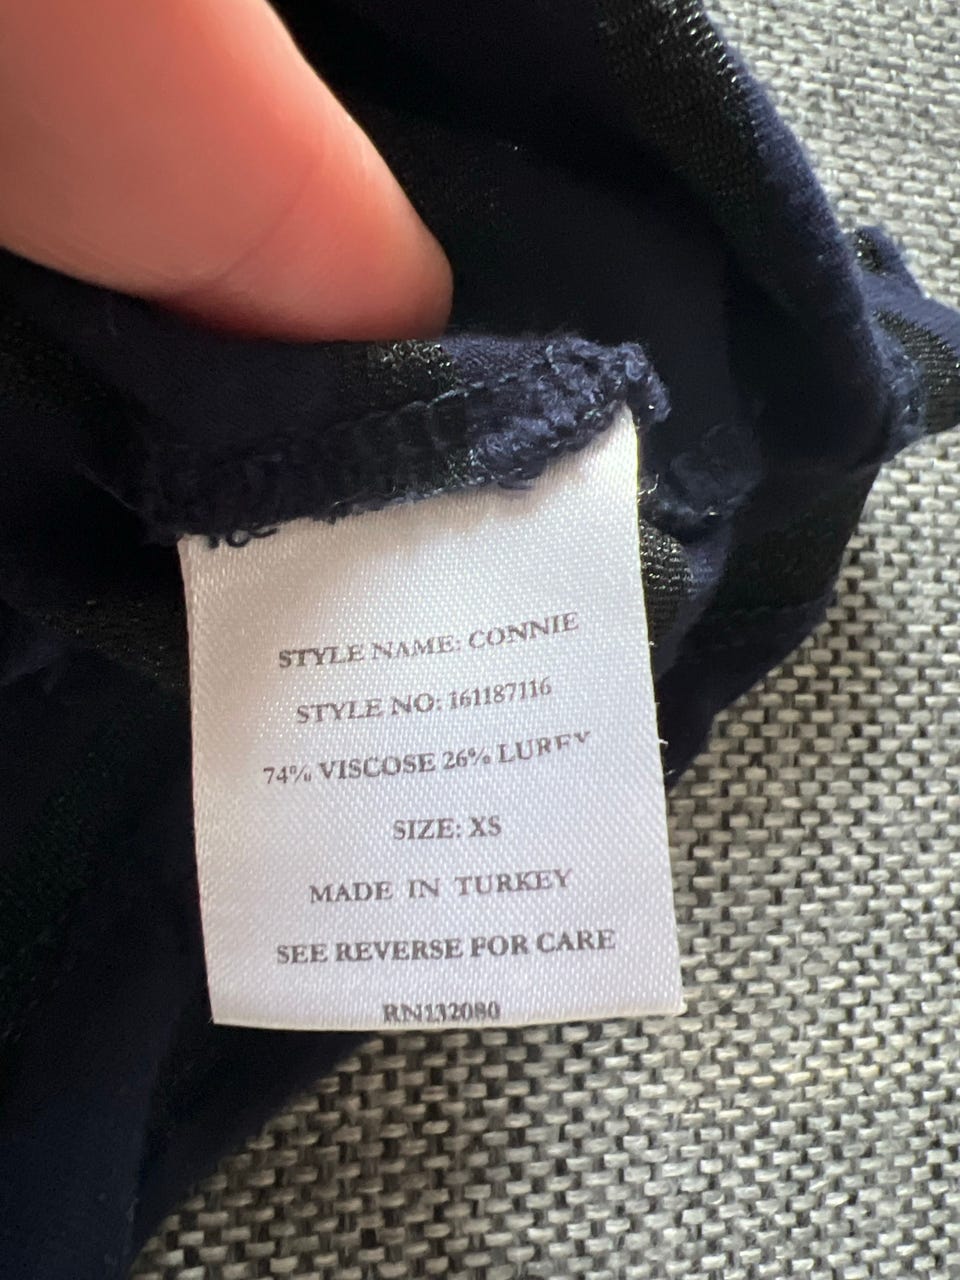 STYLE NAME: CONNIE
STYLE NO: 161187116
74% VISCOSE 26% LUREX
SIZE: XS
MADE IN TURKEY
SEE REVERSE FOR CARE
RN132080